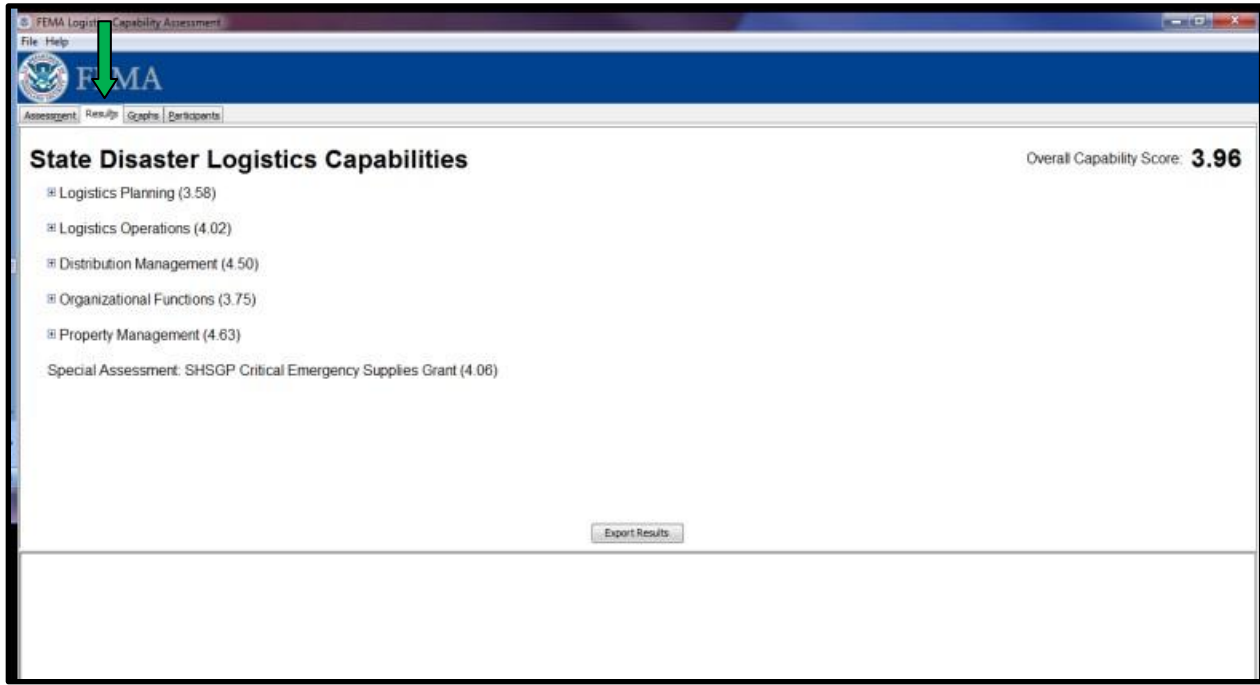 FEMA Logistics Capability Assessment
File Help
FEMA
Assessment Results Graphs Participants
State Disaster Logistics Capabilities
Overall Capability Score: 3.96
Logistics Planning (3.58)
Logistics Operations (4.02)
Distribution Management (4.50)
Organizational Functions (3.75)
Property Management (4.63)
Special Assessment: SHSGP Critical Emergency Supplies Grant (4.06)
Export Results